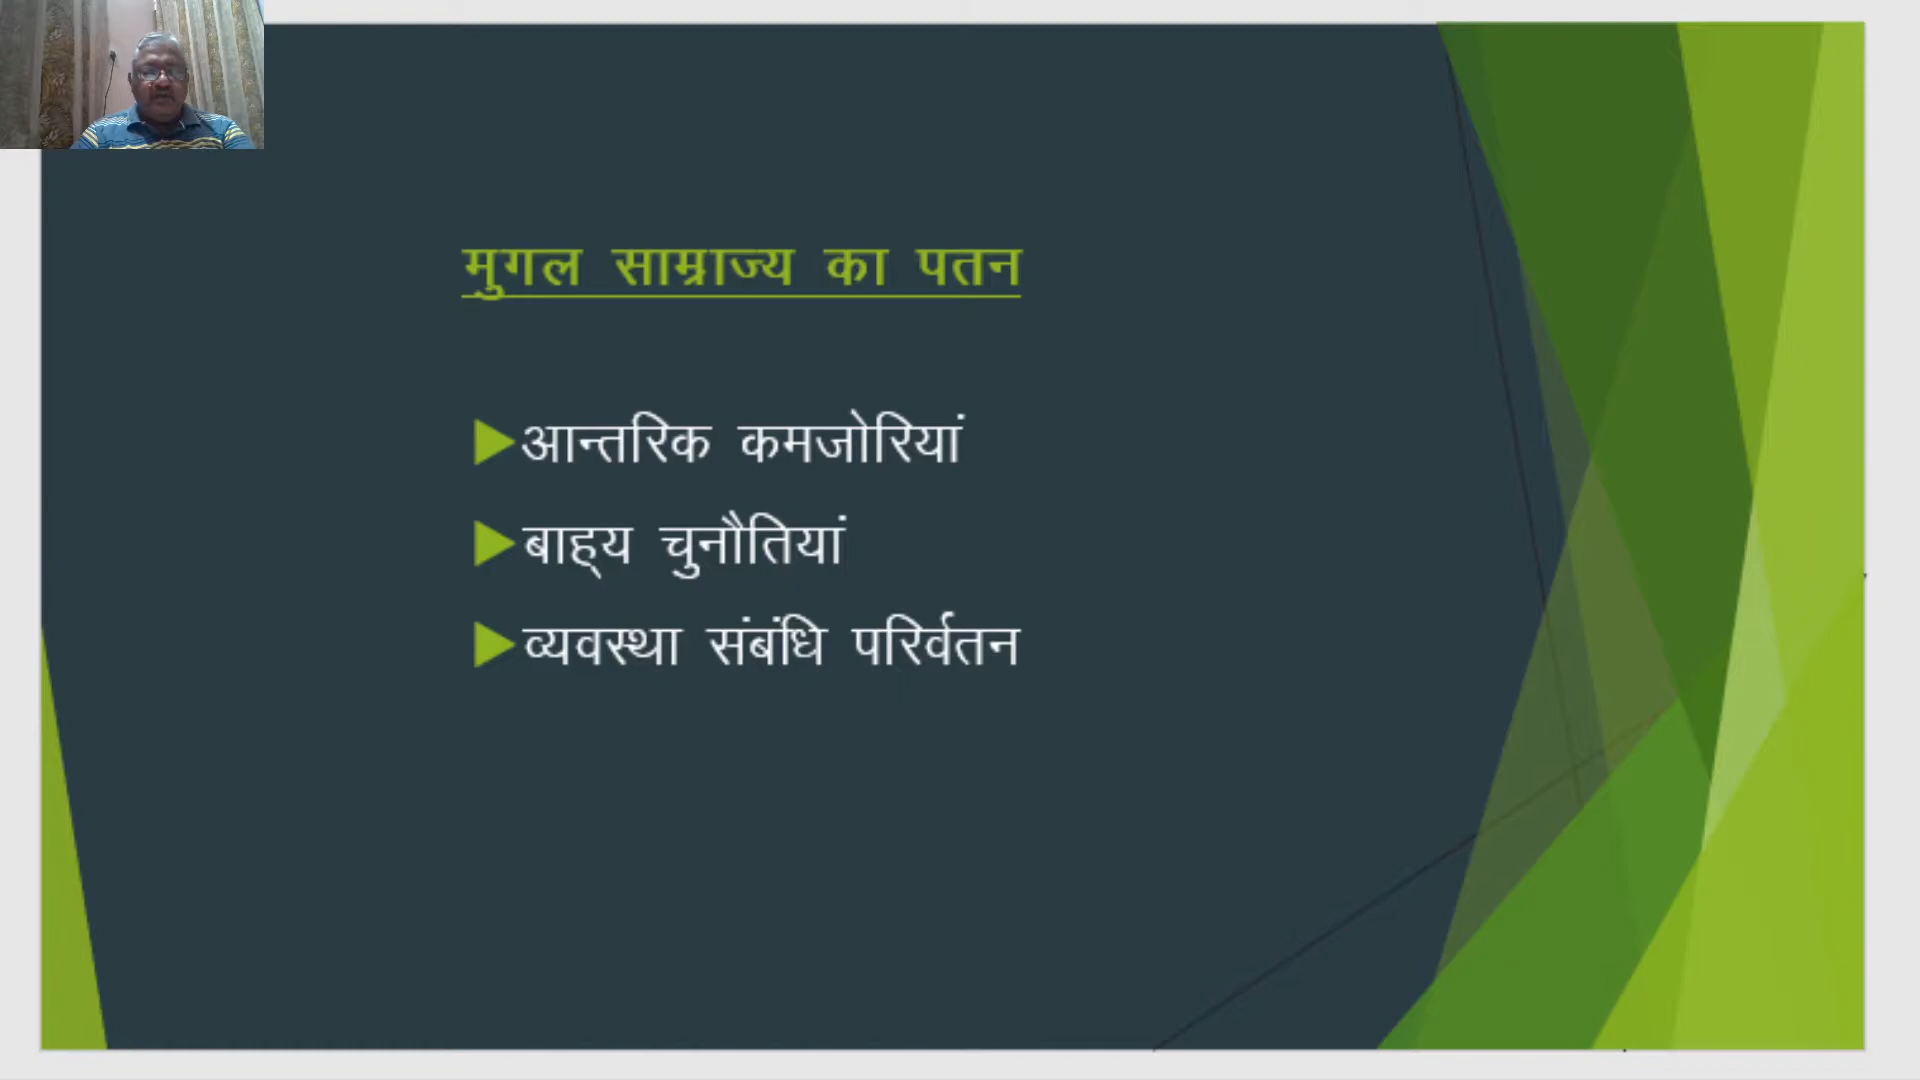 मुगल साम्राज्य का पतन
आन्तरिक कमजोरियां
बाह्य चुनौतियां
व्यवस्था संबंधि परिर्वतन